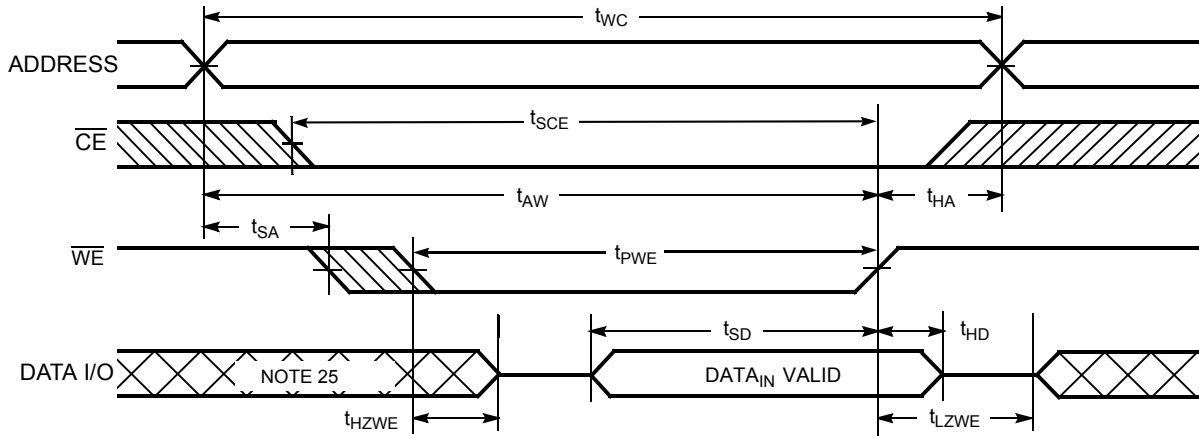 tWC
ADDRESS
tSCE
CE
tAW
tHA
tSA
WE
tPWE
tSD
tHD
DATA I/O
NOTE 25
DATAIN VALID
tHZWE
tLZWE